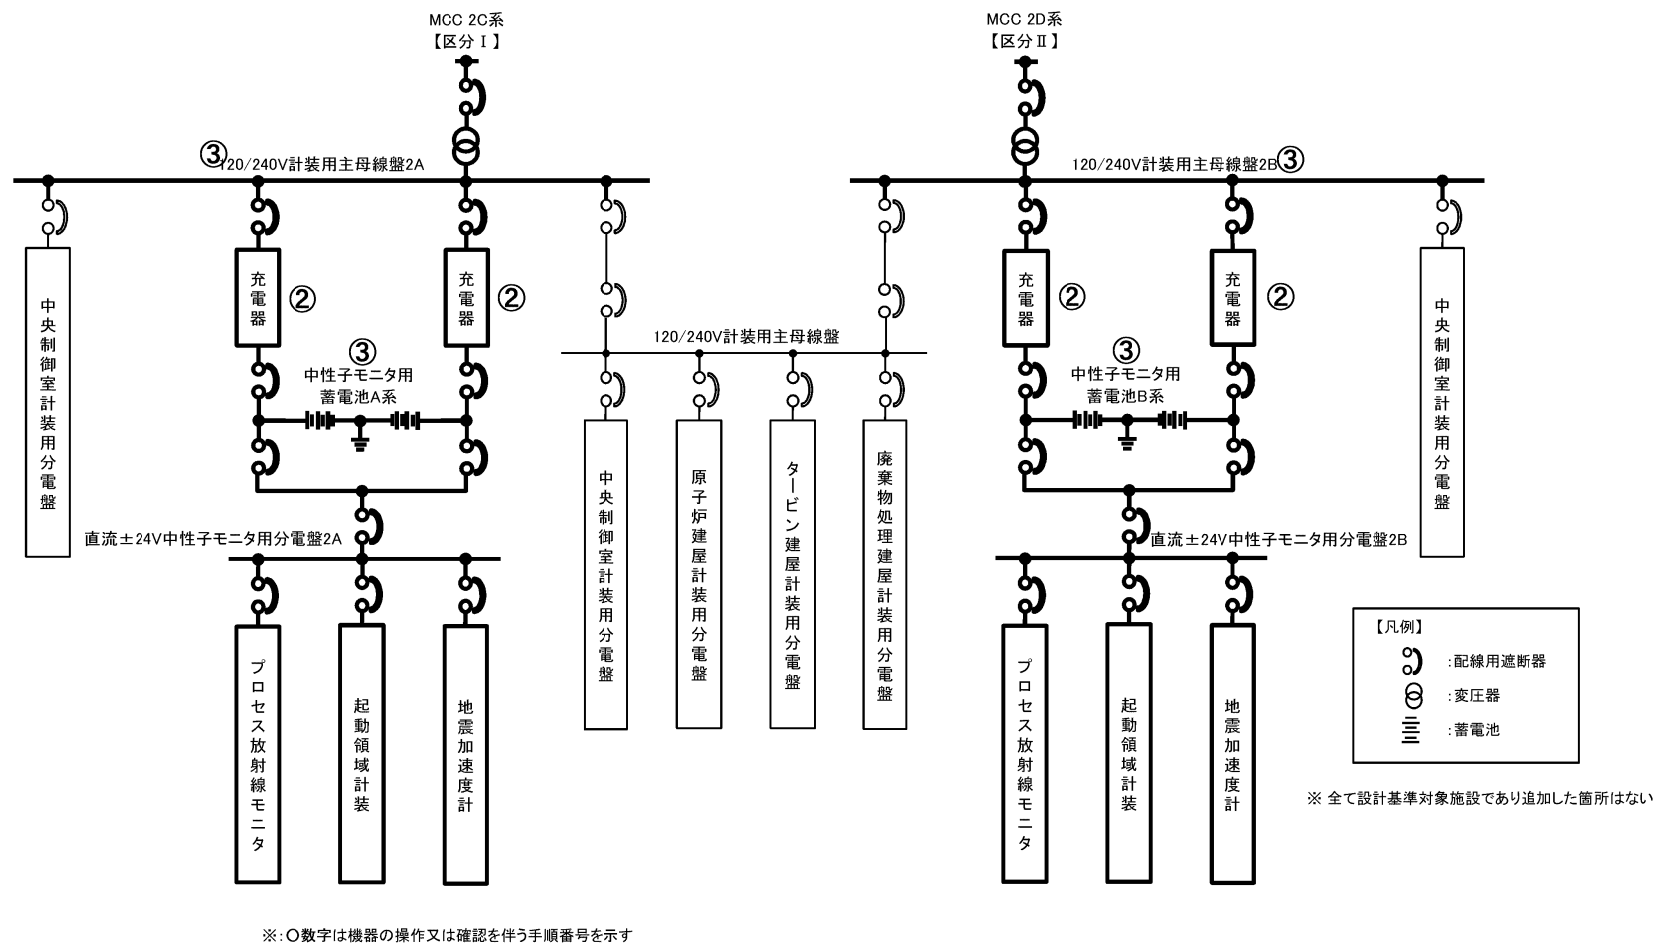 MCC 2C系
【区分Ⅰ】
MCC 2D系
【区分Ⅱ】
③
120/240V計装用主母線盤2A
120/240V計装用主母線盤2B
③
中央制御室計装用分電盤
充電器
②
充電器
②
充電器
②
充電器
②
中央制御室計装用分電盤
120/240V計装用主母線盤
③
中性子モニタ用
蓄電池A系
③
中性子モニタ用
蓄電池B系
中央制御室計装用分電盤
原子炉建屋計装用分電盤
タービン建屋計装用分電盤
廃棄物処理建屋計装用分電盤
直流±24V中性子モニタ用分電盤2A
直流±24V中性子モニタ用分電盤2B
プロセス放射線モニタ
起動領域計装
地震加速度計
プロセス放射線モニタ
起動領域計装
地震加速度計
【凡例】
:配線用遮断器
:変圧器
:蓄電池
※ 全て設計基準対象施設であり追加した箇所はない
※:〇数字は機器の操作又は確認を伴う手順番号を示す